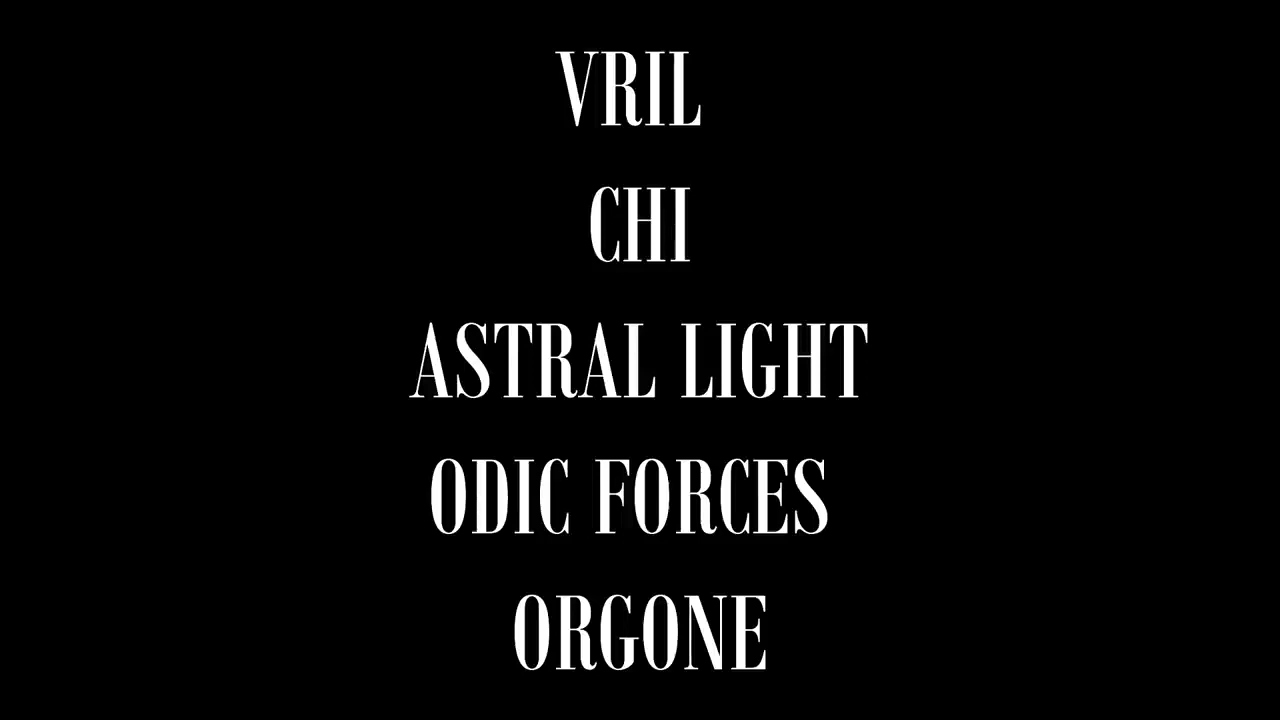 VRIL
CHI
ASTRAL LIGHT
ODIC FORCES
ORGONE